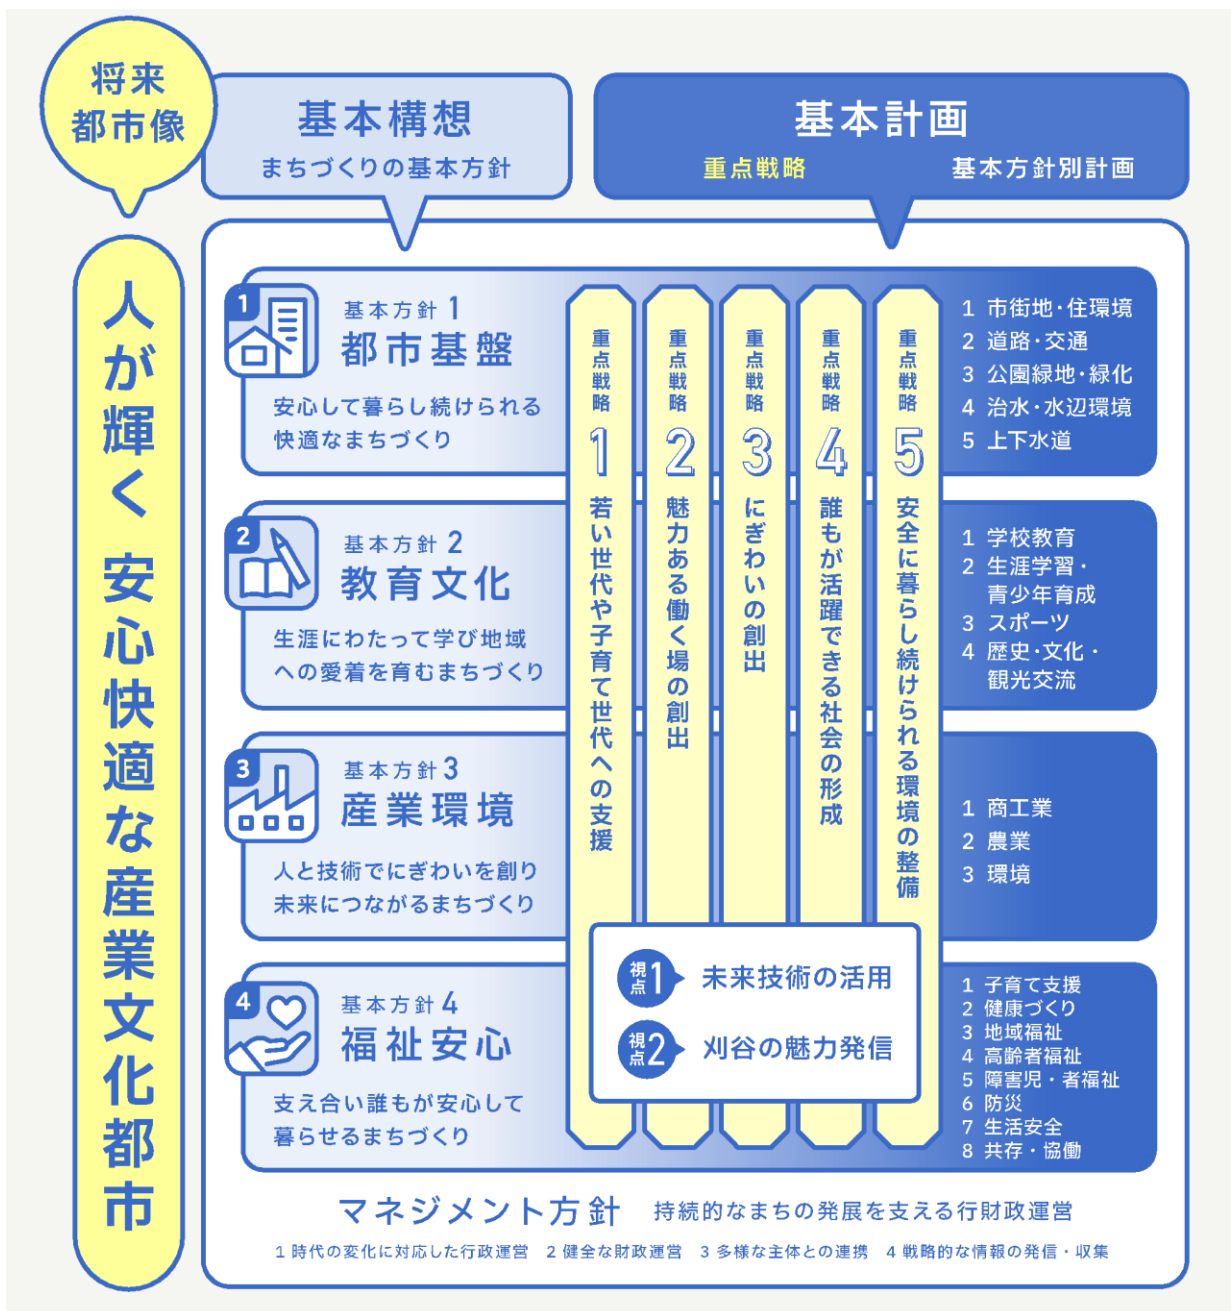 将来
都市像
人が輝く 安心快適な産業文化都市
基本構想
まちづくりの基本方針
基本計画
重点戦略 基本方針別計画
1
基本方針 1
都市基盤
安心して暮らし続けられる
快適なまちづくり
2
基本方針 2
教育文化
生涯にわたって学び地域
への愛着を育むまちづくり
3
基本方針 3
産業環境
人と技術でにぎわいを創り
未来につながるまちづくり
4
基本方針 4
福祉安心
支え合い誰もが安心して
暮らせるまちづくり
重点戦略 1 若い世代や子育て世代への支援
重点戦略 2 魅力ある働く場の創出
重点戦略 3 にぎわいの創出
重点戦略 4 誰もが活躍できる社会の形成
重点戦略 5 安全に暮らし続けられる環境の整備
視点1 未来技術の活用
視点2 刈谷の魅力発信
1 市街地・住環境
2 道路・交通
3 公園緑地・緑化
4 治水・水辺環境
5 上下水道
1 学校教育
2 生涯学習・
青少年育成
3 スポーツ
4 歴史・文化・
観光交流
1 商工業
2 農業
3 環境
1 子育て支援
2 健康づくり
3 地域福祉
4 高齢者福祉
5 障害児・者福祉
6 防災
7 生活安全
8 共存・協働
マネジメント方針 持続的なまちの発展を支える行財政運営
1 時代の変化に対応した行政運営 2 健全な財政運営 3 多様な主体との連携 4 戦略的な情報の発信・収集